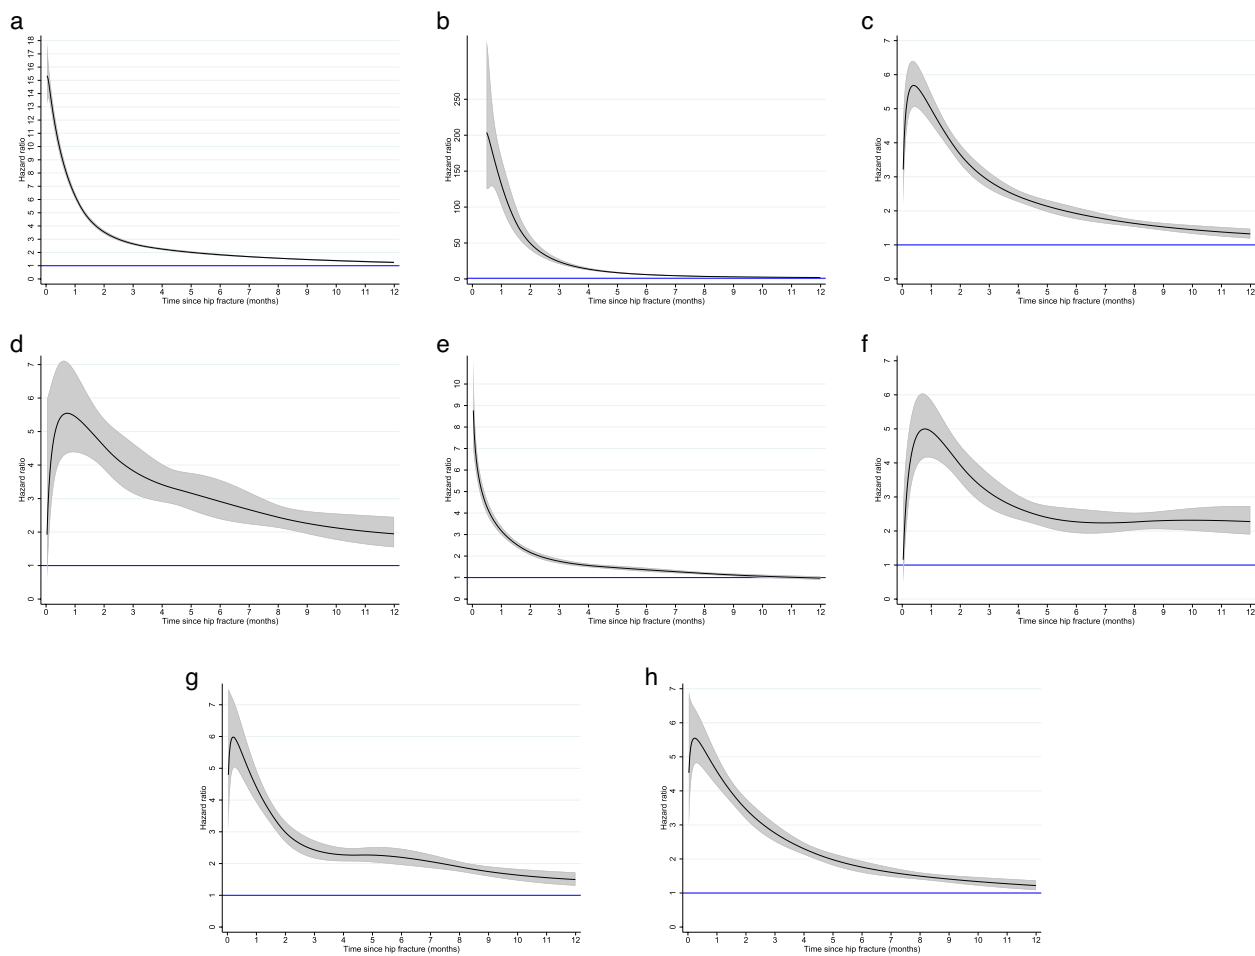 a
Hazard ratio
0 1 2 3 4 5 6 7 8 9 10 11 12 13 14 15 16 17 18
0 1 2 3 4 5 6 7 8 9 10 11 12
Time since hip fracture (months)
b
Hazard ratio
0 50 100 150 200 250
0 1 2 3 4 5 6 7 8 9 10 11 12
Time since hip fracture (months)
c
Hazard ratio
0 1 2 3 4 5 6 7
0 1 2 3 4 5 6 7 8 9 10 11 12
Time since hip fracture (months)
d
Hazard ratio
0 1 2 3 4 5 6 7
0 1 2 3 4 5 6 7 8 9 10 11 12
Time since hip fracture (months)
e
Hazard ratio
0 1 2 3 4 5 6 7 8 9 10
0 1 2 3 4 5 6 7 8 9 10 11 12
Time since hip fracture (months)
f
Hazard ratio
0 1 2 3 4 5 6 7
0 1 2 3 4 5 6 7 8 9 10 11 12
Time since hip fracture (months)
g
Hazard ratio
0 1 2 3 4 5 6 7
0 1 2 3 4 5 6 7 8 9 10 11 12
Time since hip fracture (months)
h
Hazard ratio
0 1 2 3 4 5 6 7
0 1 2 3 4 5 6 7 8 9 10 11 12
Time since hip fracture (months)